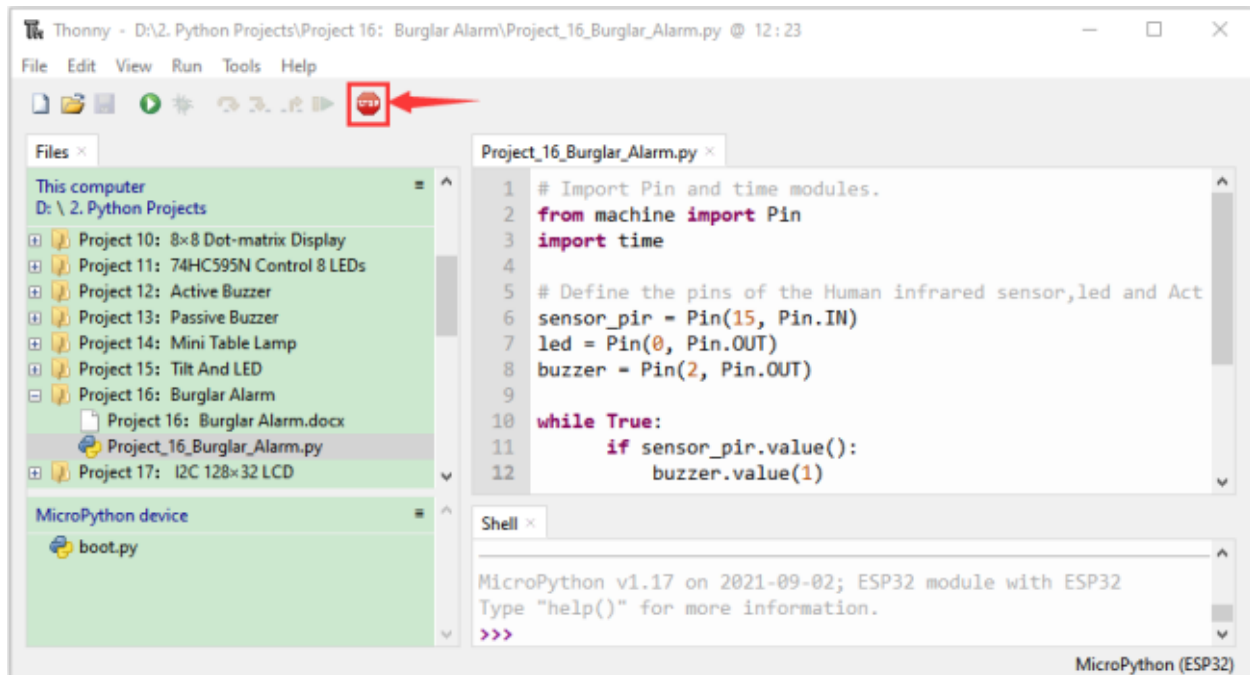 Thonny - D:\2. Python Projects\Project 16: Burglar Alarm\Project_16_Burglar_Alarm.py @ 12:23
File Edit View Run Tools Help
STOP
Files
This computer
D: \ 2. Python Projects
Project 10: 8×8 Dot-matrix Display
Project 11: 74HC595N Control 8 LEDs
Project 12: Active Buzzer
Project 13: Passive Buzzer
Project 14: Mini Table Lamp
Project 15: Tilt And LED
Project 16: Burglar Alarm
Project 16: Burglar Alarm.docx
Project_16_Burglar_Alarm.py
Project 17: I2C 128×32 LCD
MicroPython device
boot.py
Project_16_Burglar_Alarm.py
1 # Import Pin and time modules.
2 from machine import Pin
3 import time
4
5 # Define the pins of the Human infrared sensor,led and Act
6 sensor_pir = Pin(15, Pin.IN)
7 led = Pin(0, Pin.OUT)
8 buzzer = Pin(2, Pin.OUT)
9
10 while True:
11 if sensor_pir.value():
12 buzzer.value(1)
Shell
MicroPython v1.17 on 2021-09-02; ESP32 module with ESP32
Type "help()" for more information.
>>>
MicroPython (ESP32)